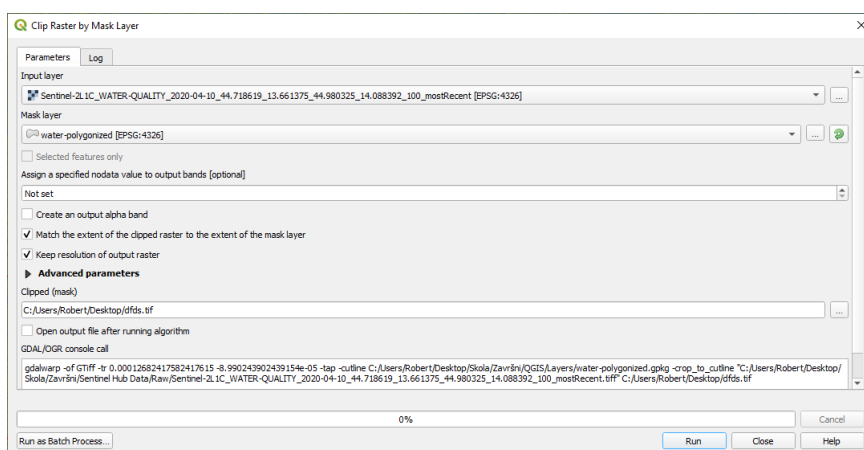 Clip Raster by Mask Layer
Parameters
Log
Input layer
Sentinel-2L1C_WATER-QUALITY_2020-04-10_44.718619_13.661375_44.980325_14.088392_100_mostRecent [EPSG:4326]
...
Mask layer
water-polygonized [EPSG:4326]
...
Selected features only
Assign a specified nodata value to output bands [optional]
Not set
Create an output alpha band
Match the extent of the clipped raster to the extent of the mask layer
Keep resolution of output raster
Advanced parameters
Clipped (mask)
C:/Users/Robert/Desktop/dfds.tif
...
Open output file after running algorithm
GDAL/OGR console call
gdalwarp -of GTiff -tr 0.00012682417582417615 -8.990243902439154e-05 -tap -cutline C:/Users/Robert/Desktop/Skola/Završni/QGIS/Layers/water-polygonized.gpkg -crop_to_cutline "C:/Users/Robert/Desktop/
Skola/Završni/Sentinel Hub Data/Raw/Sentinel-2L1C_WATER-QUALITY_2020-04-10_44.718619_13.661375_44.980325_14.088392_100_mostRecent.tiff" C:/Users/Robert/Desktop/dfds.tif
0%
Cancel
Run as Batch Process...
Run
Close
Help